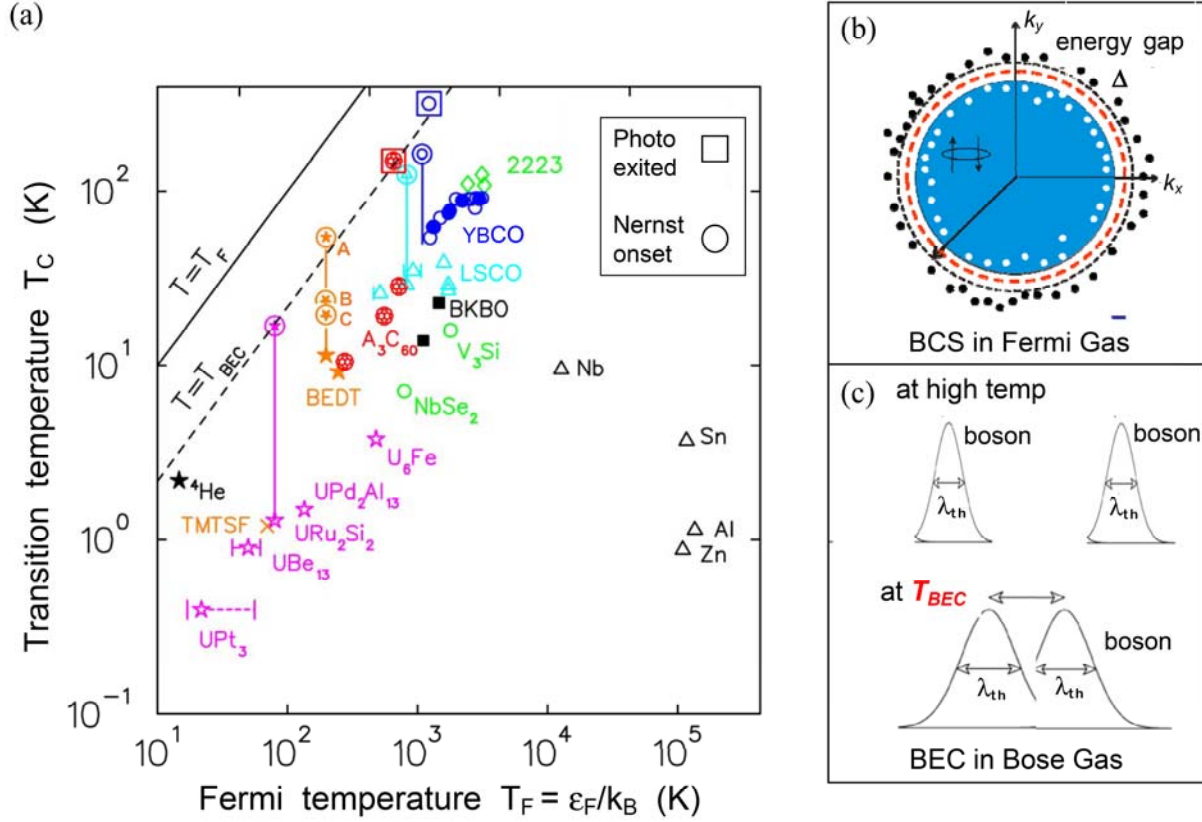 (a)
Transition temperature T_C (K)
10^2
10^1
10^0
10^-1
10^1
10^2
10^3
10^4
10^5
Fermi temperature T_F = ε_F/k_B (K)
T=T_F
T=T_BEC
Photo
exited
Nernst
onset
2223
YBCO
LSCO
BKBO
A_3C_60
V_3Si
A
B
C
BEDT
NbSe_2
Nb
Sn
Al
Zn
U_6Fe
^4He
UPd_2Al_13
TMTSF
URu_2Si_2
UBe_13
UPt_3
(b)
k_y
energy gap
Δ
k_x
BCS in Fermi Gas
(c)
at high temp
boson
boson
λ_th
λ_th
at T_BEC
boson
λ_th
λ_th
BEC in Bose Gas